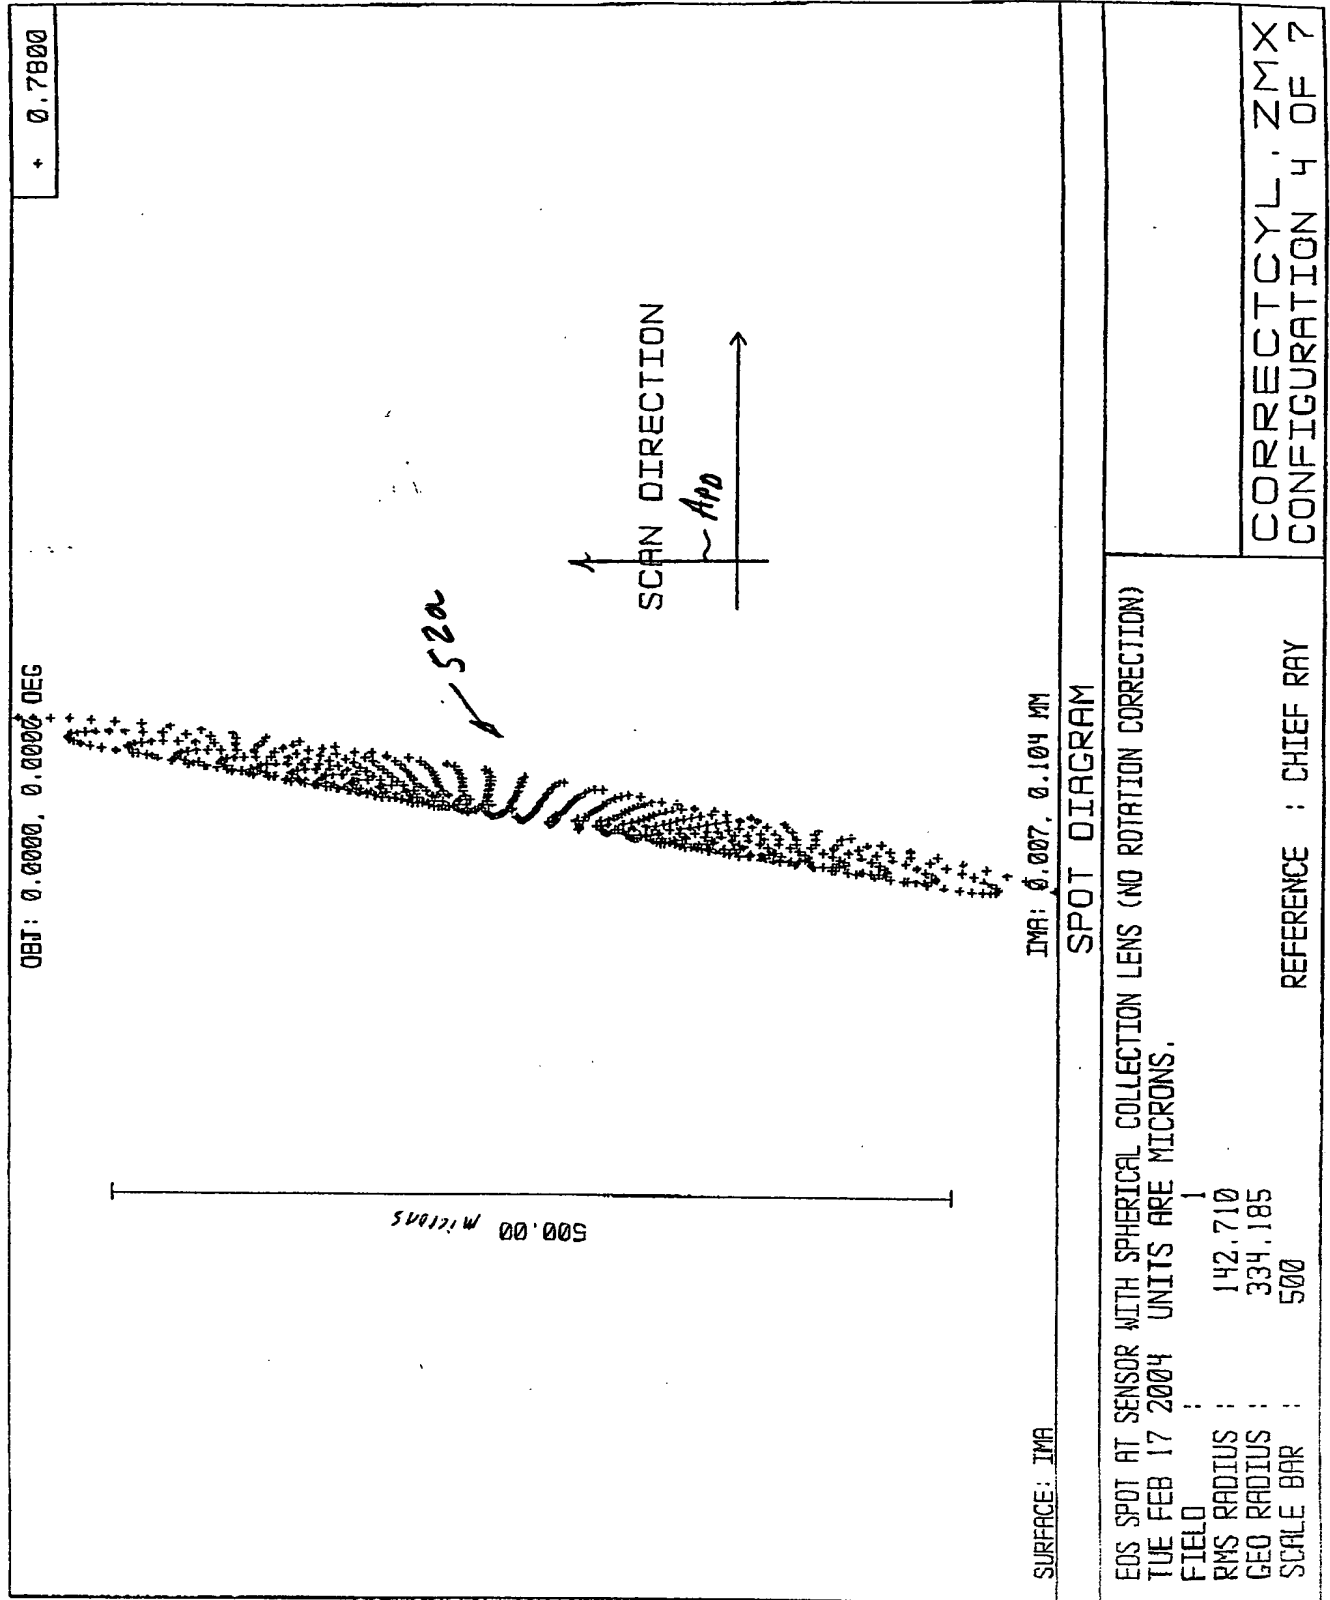 + 0.7800
OBJ: 0.0000, 0.0000 DEG
52a
SCAN DIRECTION
APD
500.00 microns
IMA: 0.007, 0.104 MM
SURFACE: IMA
SPOT DIAGRAM
EOS SPOT AT SENSOR WITH SPHERICAL COLLECTION LENS (NO ROTATION CORRECTION)
TUE FEB 17 2004 UNITS ARE MICRONS.
FIELD : 1
RMS RADIUS : 142.710
GEO RADIUS : 334.185
SCALE BAR : 500 REFERENCE : CHIEF RAY
CORRECTCYL.ZMX
CONFIGURATION 4 OF 7